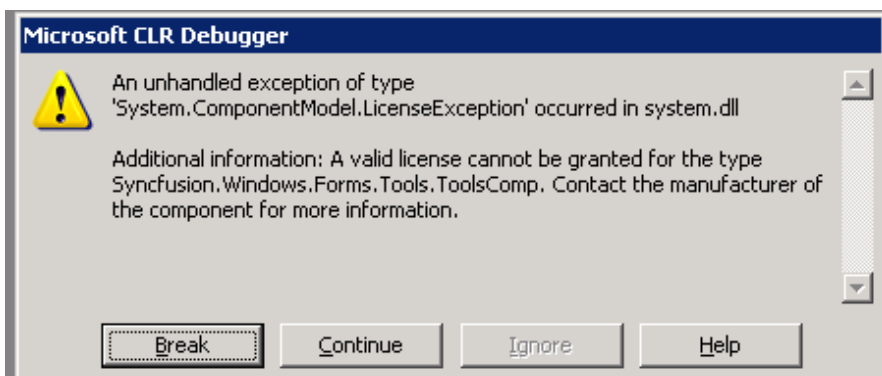 Microsoft CLR Debugger
An unhandled exception of type
'System.ComponentModel.LicenseException' occurred in system.dll
Additional information: A valid license cannot be granted for the type
Syncfusion.Windows.Forms.Tools.ToolsComp. Contact the manufacturer of
the component for more information.
Break Continue Ignore Help